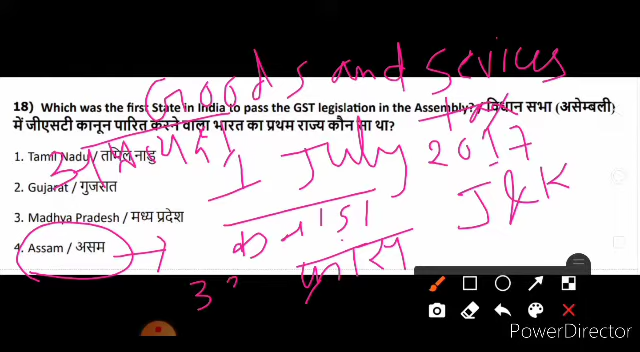 Goods and Sevices
18) Which was the first State in India to pass the GST legislation in the Assembly? / विधान सभा (असेम्बली)
में जीएसटी कानून पारित करने वाला भारत का प्रथम राज्य कौन सा था?
1. Tamil Nadu / तमिल नाडु
1 July 2017
2. Gujarat / गुजरात
J&K
3. Madhya Pradesh / मध्य प्रदेश
कनाडा
4. Assam / असम
फ्रांस
PowerDirector